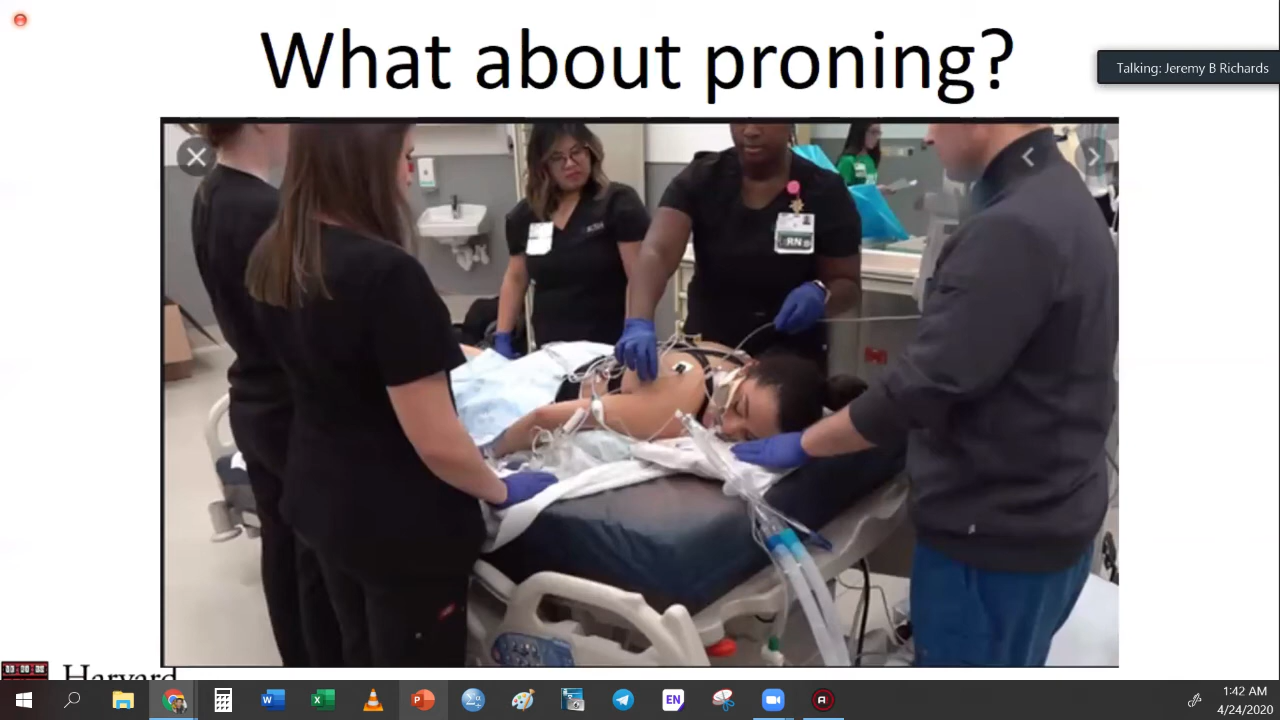 What about proning?
Talking: Jeremy B Richards
RN
Harvard
EN
1:42 AM
4/24/2020